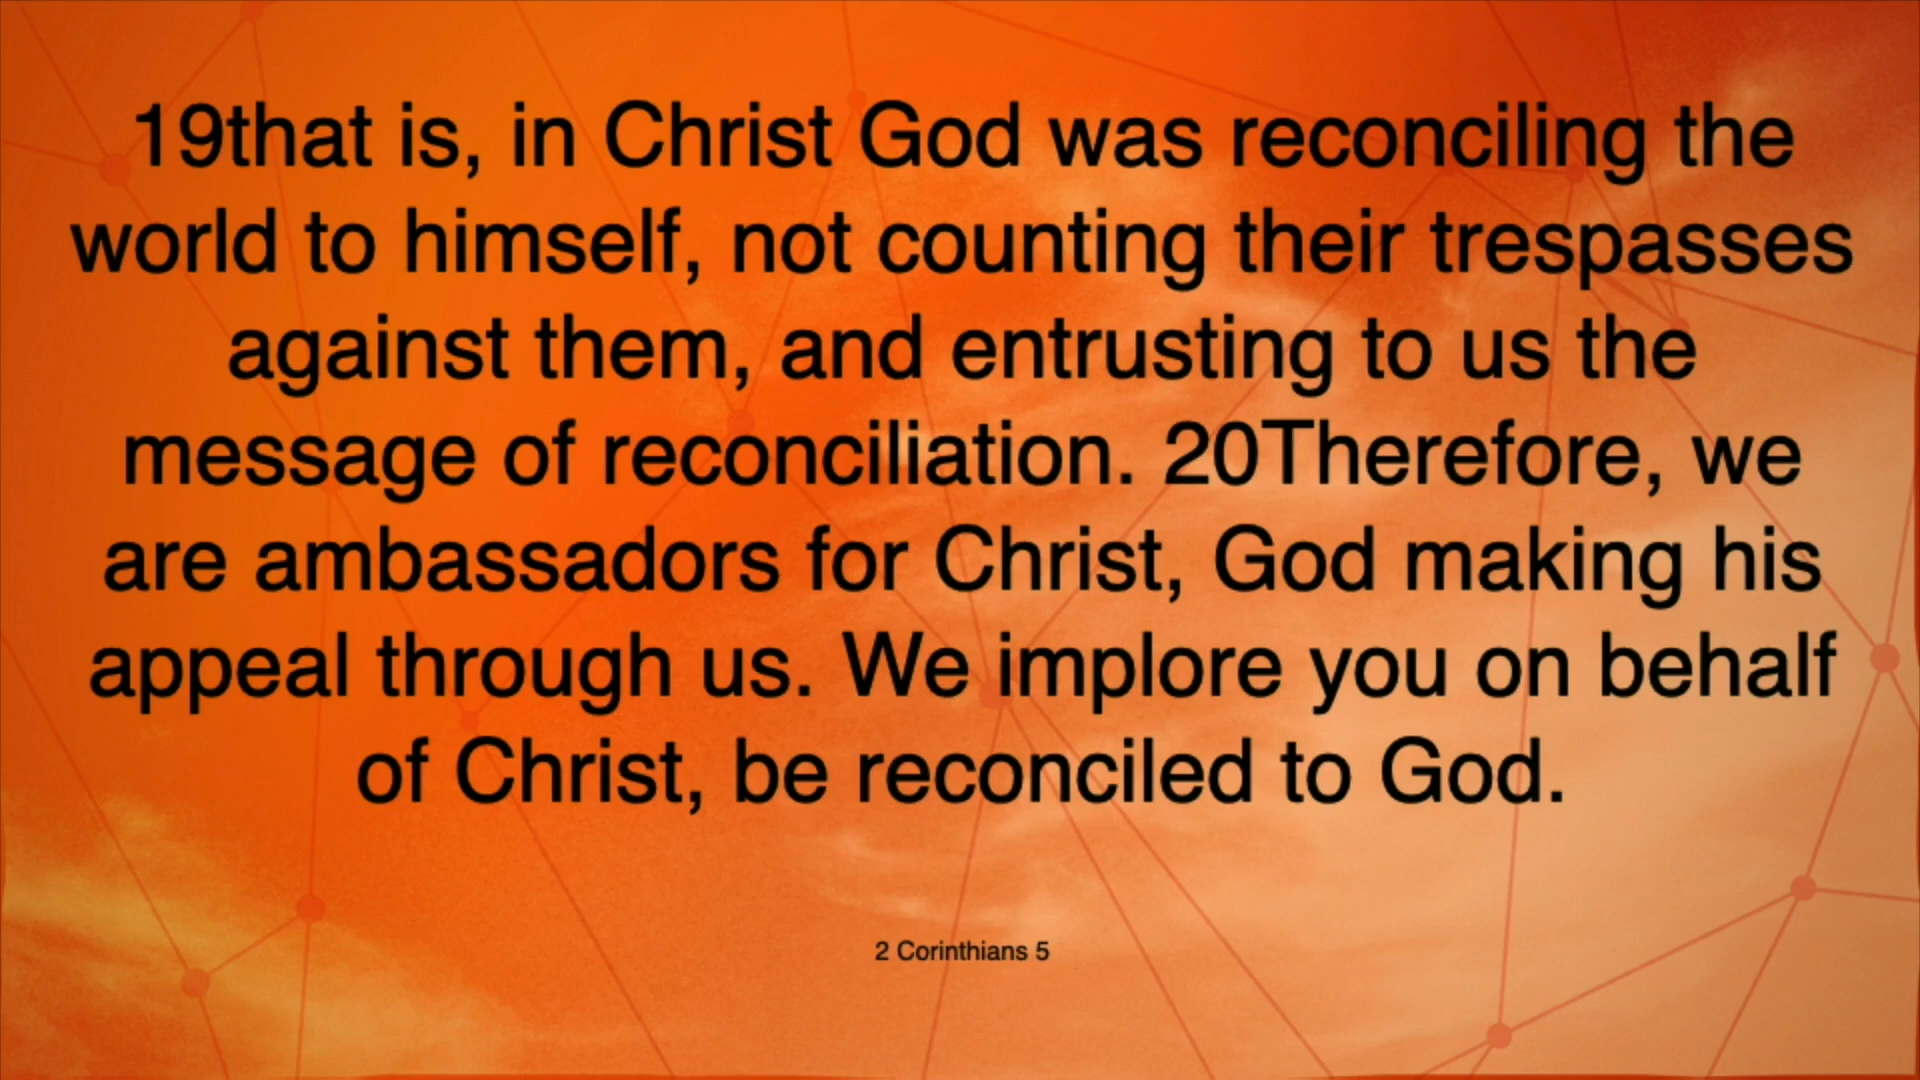 19that is, in Christ God was reconciling the
world to himself, not counting their trespasses
against them, and entrusting to us the
message of reconciliation. 20Therefore, we
are ambassadors for Christ, God making his
appeal through us. We implore you on behalf
of Christ, be reconciled to God.
2 Corinthians 5